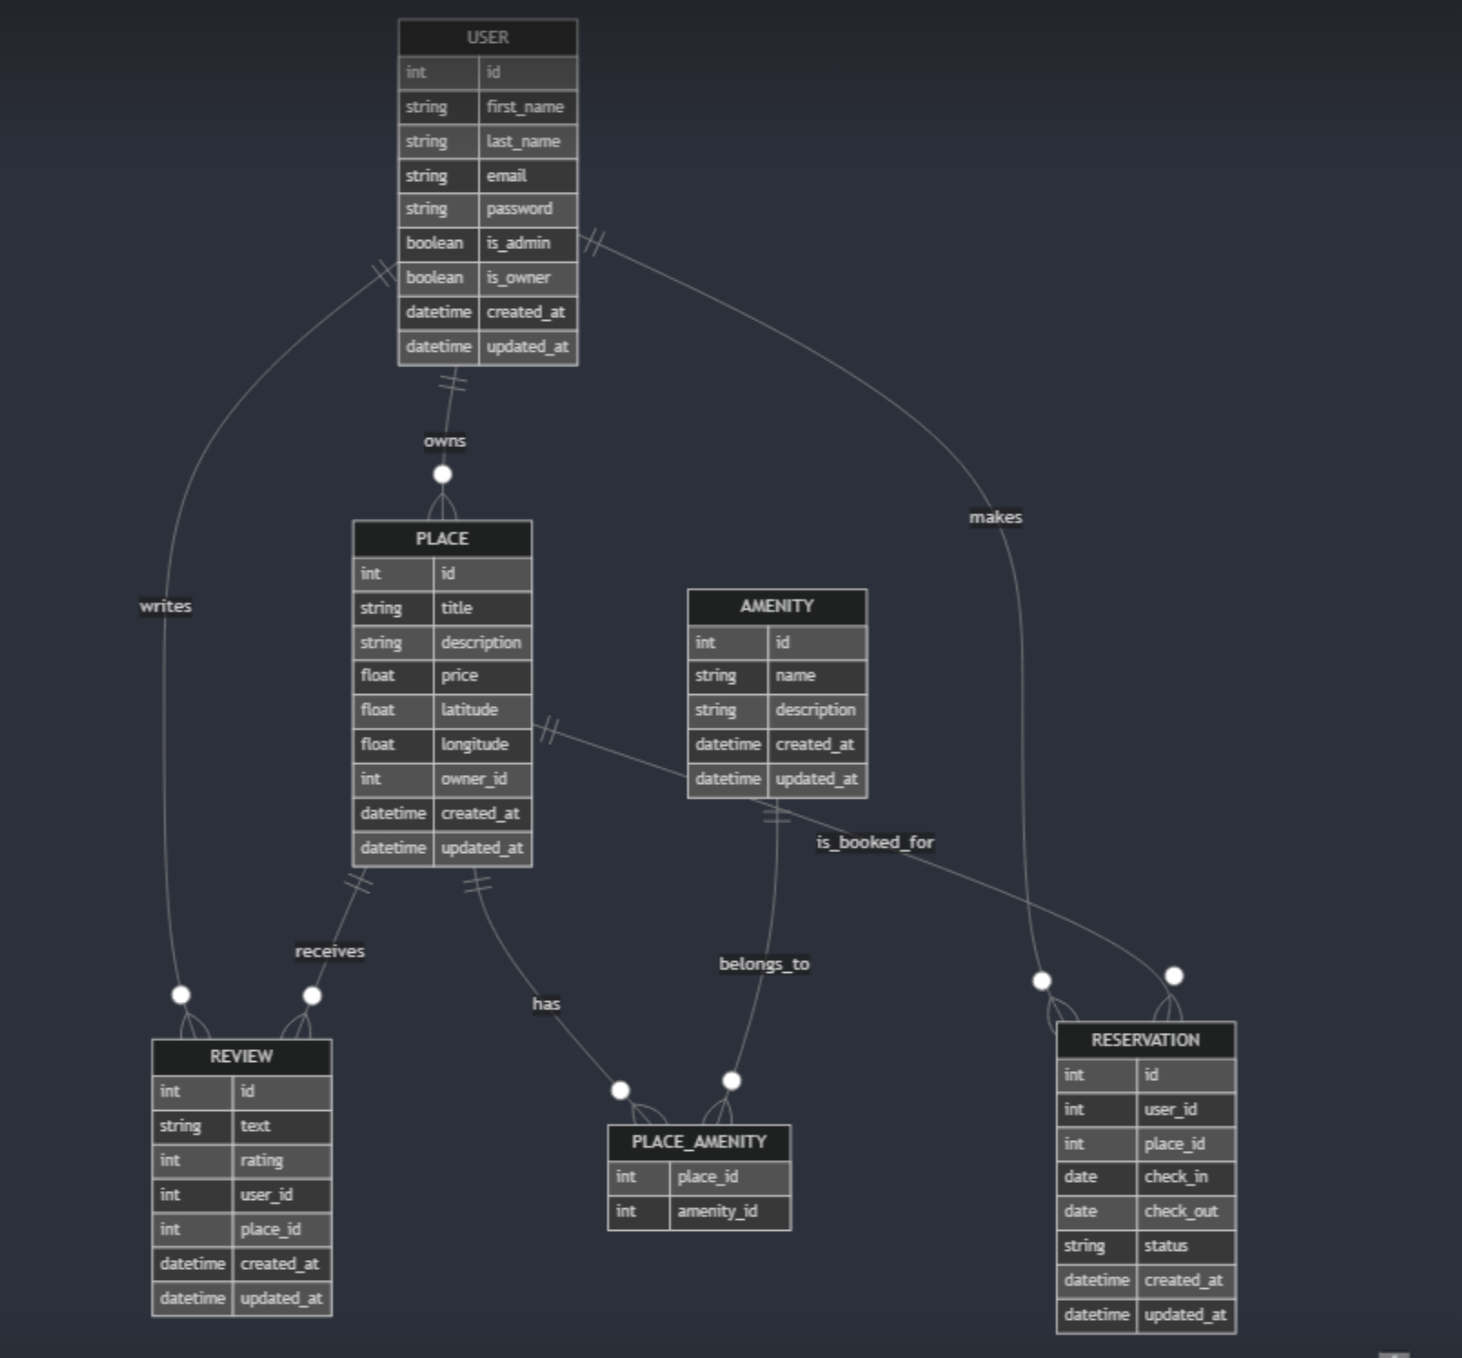 USER
int id
string first_name
string last_name
string email
string password
boolean is_admin
boolean is_owner
datetime created_at
datetime updated_at
owns
makes
writes
PLACE
int id
string title
string description
float price
float latitude
float longitude
int owner_id
datetime created_at
datetime updated_at
AMENITY
int id
string name
string description
datetime created_at
datetime updated_at
is_booked_for
receives
has
belongs_to
REVIEW
int id
string text
int rating
int user_id
int place_id
datetime created_at
datetime updated_at
PLACE_AMENITY
int place_id
int amenity_id
RESERVATION
int id
int user_id
int place_id
date check_in
date check_out
string status
datetime created_at
datetime updated_at